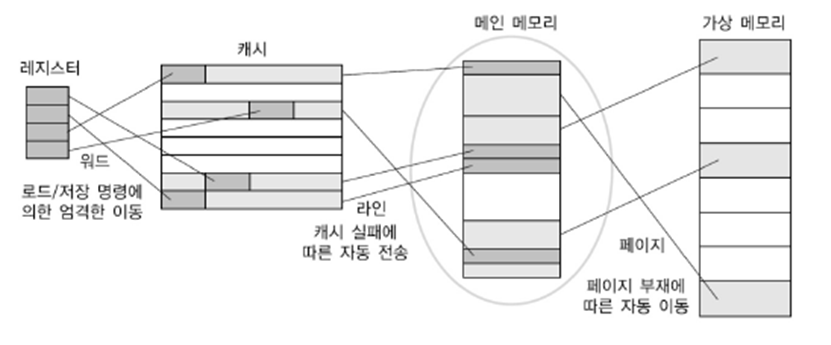 레지스터
캐시
메인 메모리
가상 메모리
워드
로드/저장 명령에
의한 엄격한 이동
라인
캐시 실패에
따른 자동 전송
페이지
페이지 부재에
따른 자동 이동